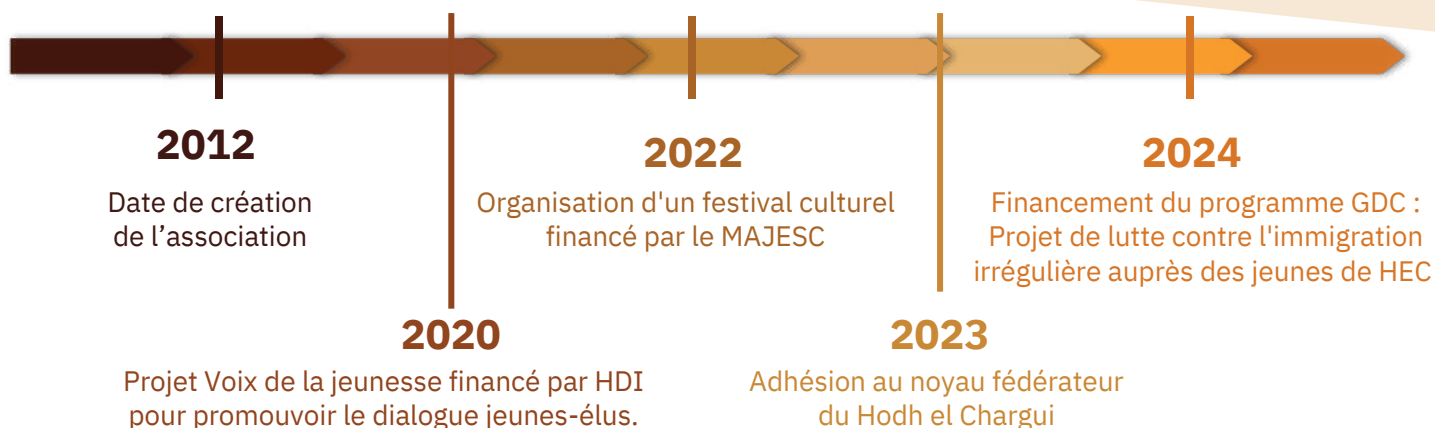 2012
Date de création
de l’association
2020
Projet Voix de la jeunesse financé par HDI
pour promouvoir le dialogue jeunes-élus.
2022
Organisation d'un festival culturel
financé par le MAJESC
2023
Adhésion au noyau fédérateur
du Hodh el Chargui
2024
Financement du programme GDC :
Projet de lutte contre l'immigration
irrégulière auprès des jeunes de HEC